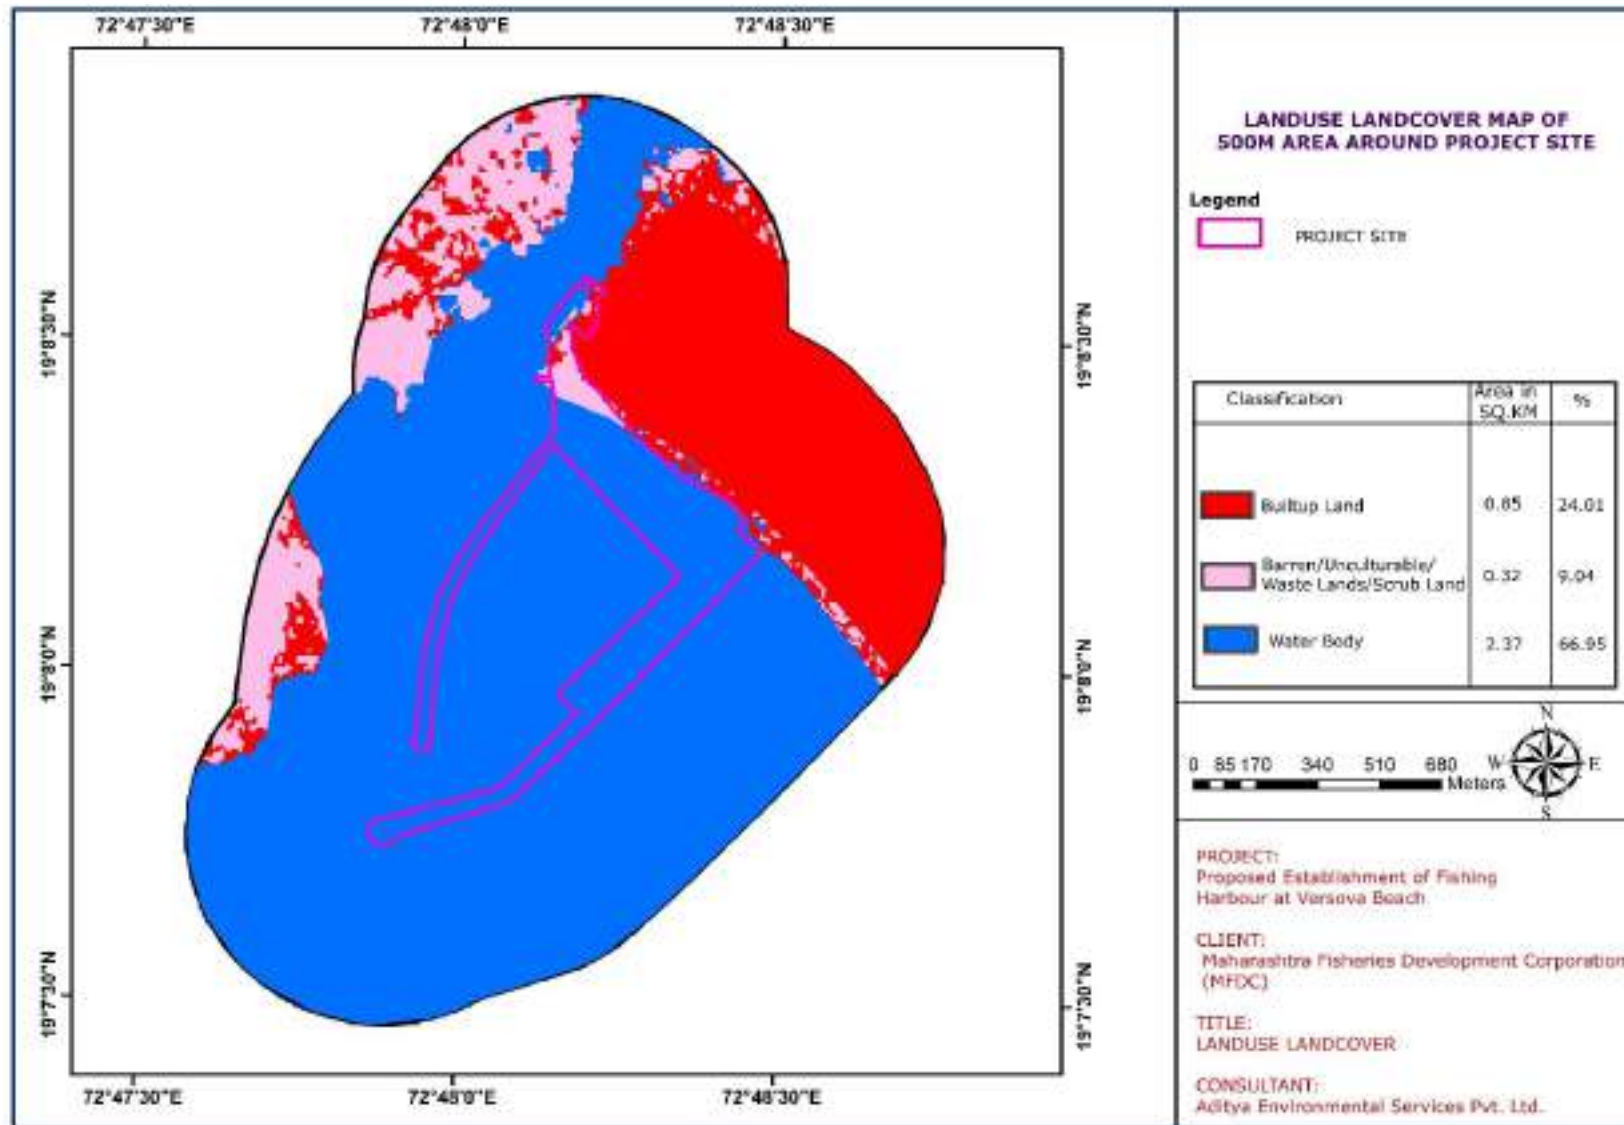 72°47'30"E 72°48'0"E 72°48'30"E
19°8'30"N 19°8'30"N
19°8'0"N 19°8'0"N
19°7'30"N 19°7'30"N
72°47'30"E 72°48'0"E 72°48'30"E
LANDUSE LANDCOVER MAP OF
500M AREA AROUND PROJECT SITE
Legend
PROJECT SITE
Classification Area in SQ.KM %
Builtup Land 0.85 24.01
Barren/Unculturable/
Waste Lands/Scrub Land 0.32 9.04
Water Body 2.37 66.95
0 85 170 340 510 680
Meters
N
W E
S
PROJECT:
Proposed Establishment of Fishing
Harbour at Versova Beach
CLIENT:
Maharashtra Fisheries Development Corporation
(MFDC)
TITLE:
LANDUSE LANDCOVER
CONSULTANT:
Aditya Environmental Services Pvt. Ltd.